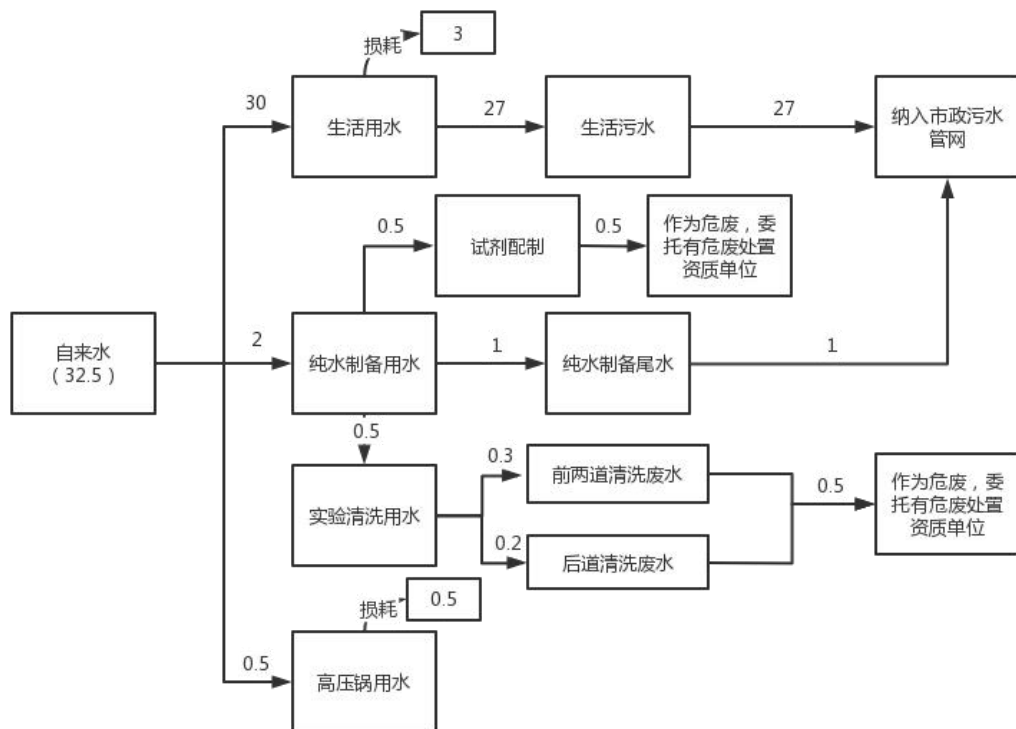 损耗
3
30
生活用水
27
生活污水
27
纳入市政污水
管网
0.5
试剂配制
0.5
作为危废，委
托有危废处置
资质单位
自来水
（32.5）
2
纯水制备用水
1
纯水制备尾水
1
0.5
实验清洗用水
0.3
前两道清洗废水
0.2
后道清洗废水
0.5
作为危废，委
托有危废处置
资质单位
损耗
0.5
0.5
高压锅用水